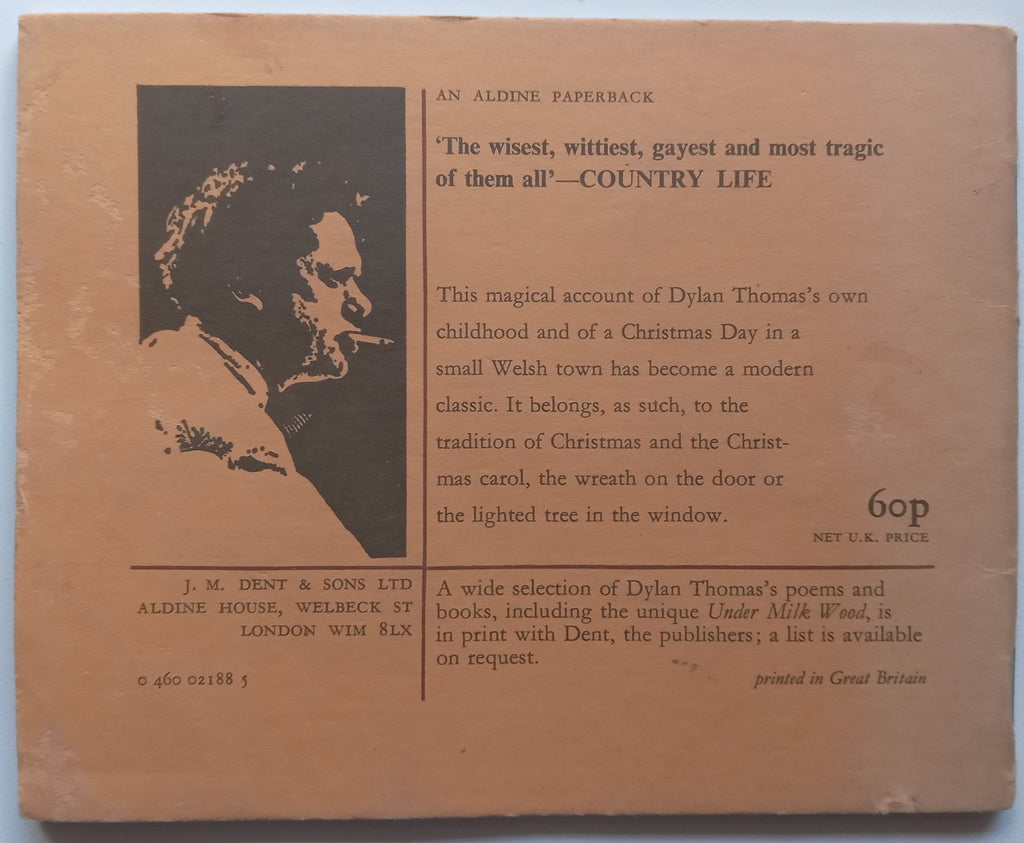 AN ALDINE PAPERBACK
‘The wisest, wittiest, gayest and most tragic
of them all’—COUNTRY LIFE
This magical account of Dylan Thomas’s own
childhood and of a Christmas Day in a
small Welsh town has become a modern
classic. It belongs, as such, to the
tradition of Christmas and the Christ-
mas carol, the wreath on the door or
the lighted tree in the window.
60p
NET U.K. PRICE
J. M. DENT & SONS LTD
ALDINE HOUSE, WELBECK ST
LONDON WIM 8LX
0 460 02188 5
A wide selection of Dylan Thomas’s poems and
books, including the unique Under Milk Wood, is
in print with Dent, the publishers; a list is available
on request.
printed in Great Britain